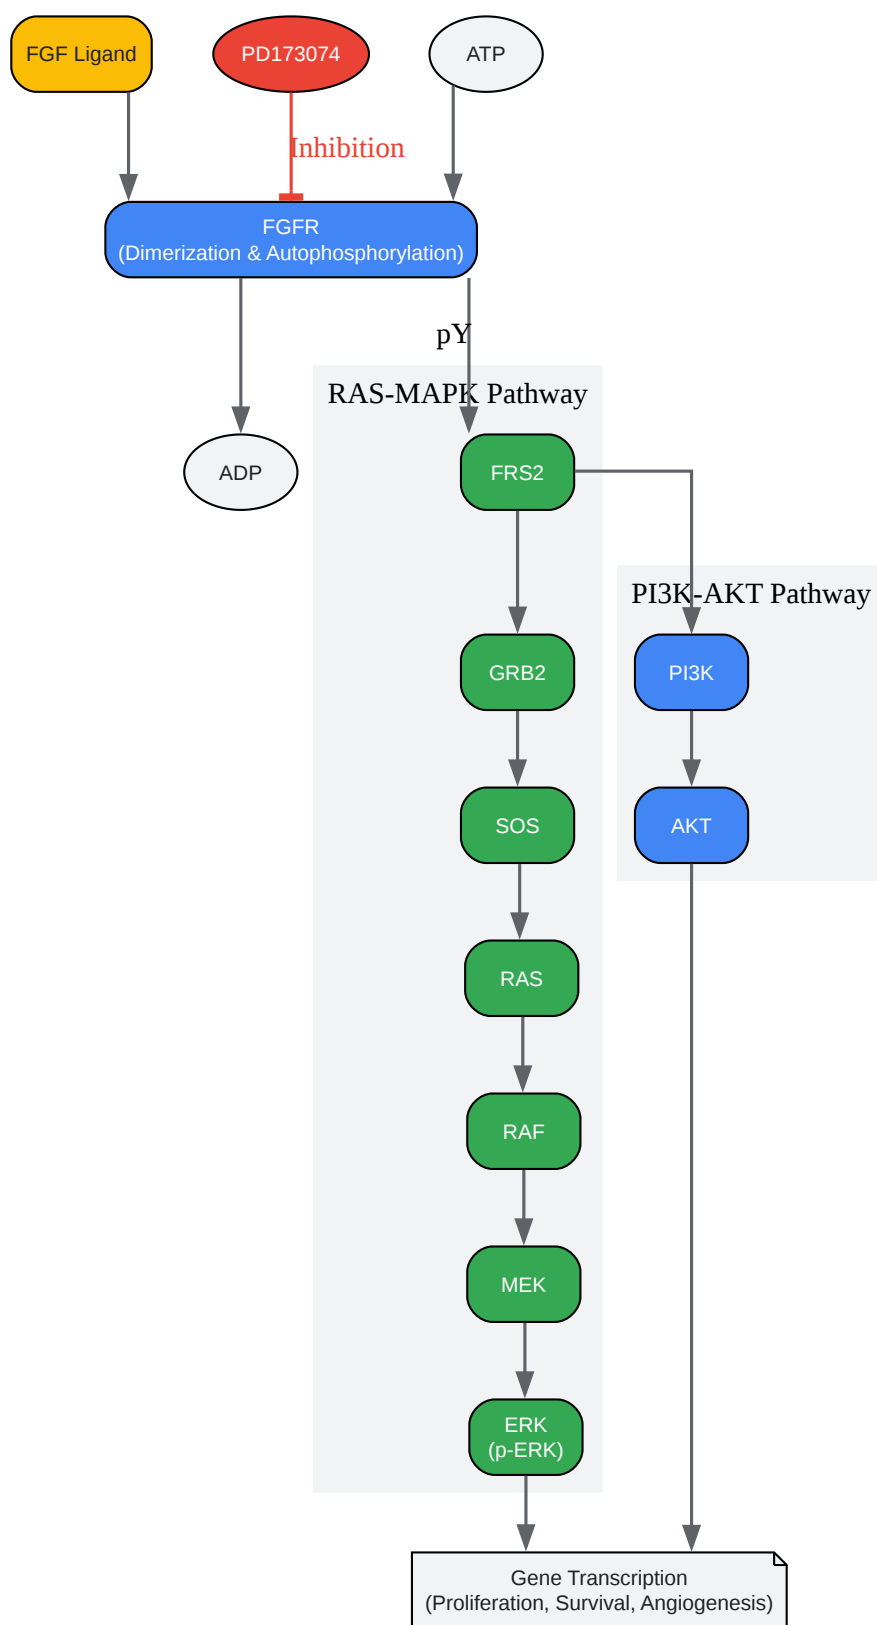 FGF Ligand
PD173074
ATP
Inhibition
FGFR
(Dimerization & Autophosphorylation)
pY
RAS-MAPK Pathway
ADP
FRS2
PI3K-AKT Pathway
GRB2
PI3K
SOS
AKT
RAS
RAF
MEK
ERK
(p-ERK)
Gene Transcription
(Proliferation, Survival, Angiogenesis)